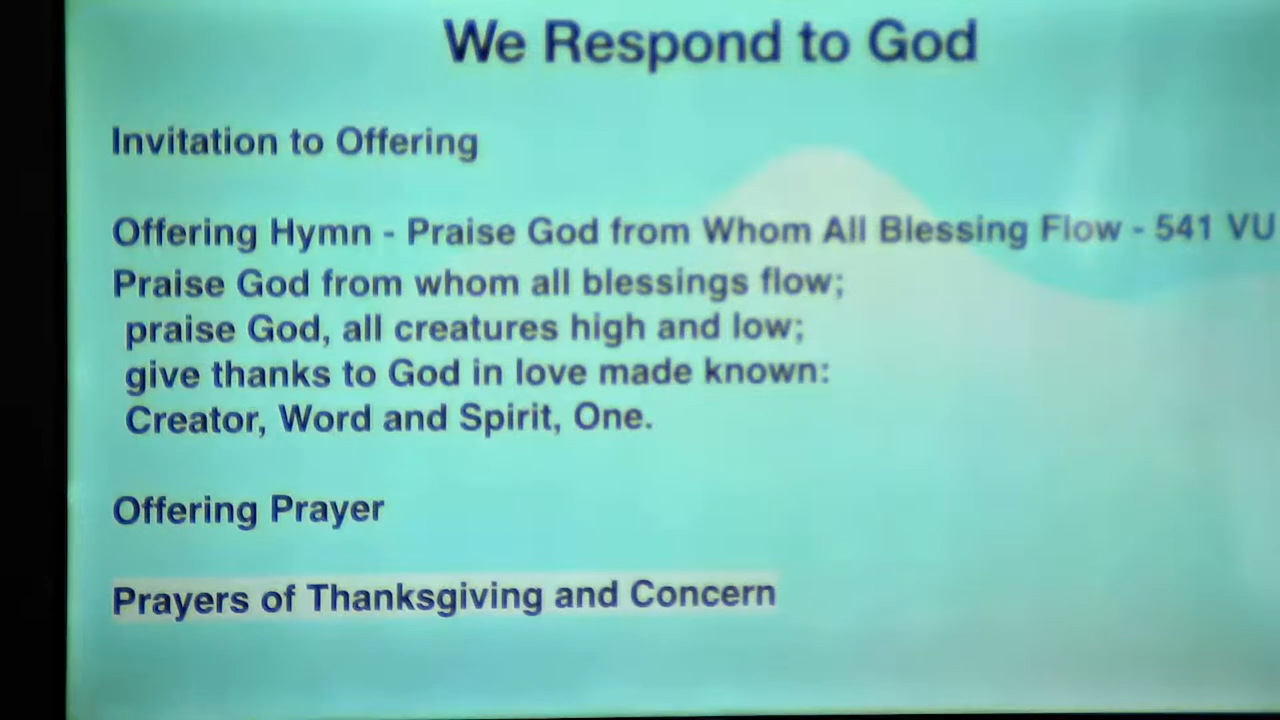 We Respond to God
Invitation to Offering
Offering Hymn - Praise God from Whom All Blessing Flow - 541 VU
Praise God from whom all blessings flow;
praise God, all creatures high and low;
give thanks to God in love made known:
Creator, Word and Spirit, One.
Offering Prayer
Prayers of Thanksgiving and Concern